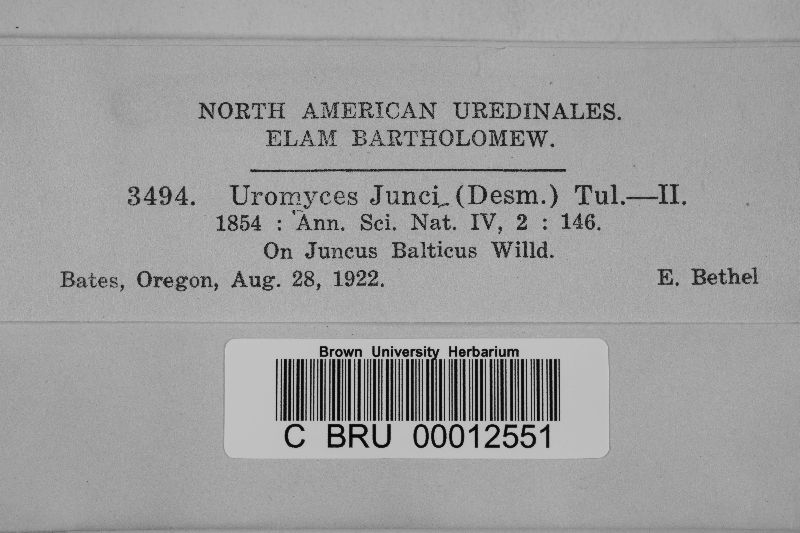 NORTH AMERICAN UREDINALES.
ELAM BARTHOLOMEW.
3494. Uromyces Junci (Desm.) Tul.—II.
1854 : Ann. Sci. Nat. IV, 2 : 146.
On Juncus Balticus Willd.
Bates, Oregon, Aug. 28, 1922. E. Bethel
Brown University Herbarium
C BRU 00012551